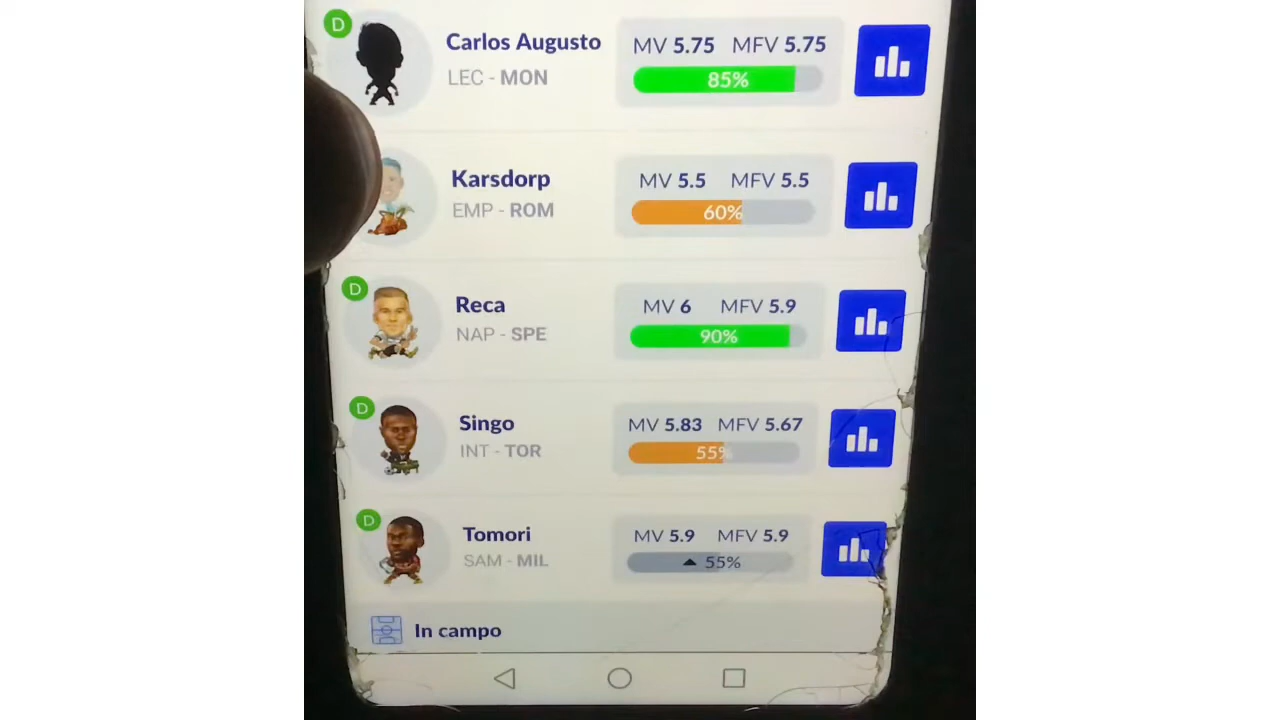 D
Carlos Augusto
MV 5.75 MFV 5.75
LEC - MON
85%
Karsdorp
MV 5.5 MFV 5.5
EMP - ROM
60%
D
Reca
MV 6 MFV 5.9
NAP - SPE
90%
D
Singo
MV 5.83 MFV 5.67
INT - TOR
55%
D
Tomori
MV 5.9 MFV 5.9
SAM - MIL
55%
In campo